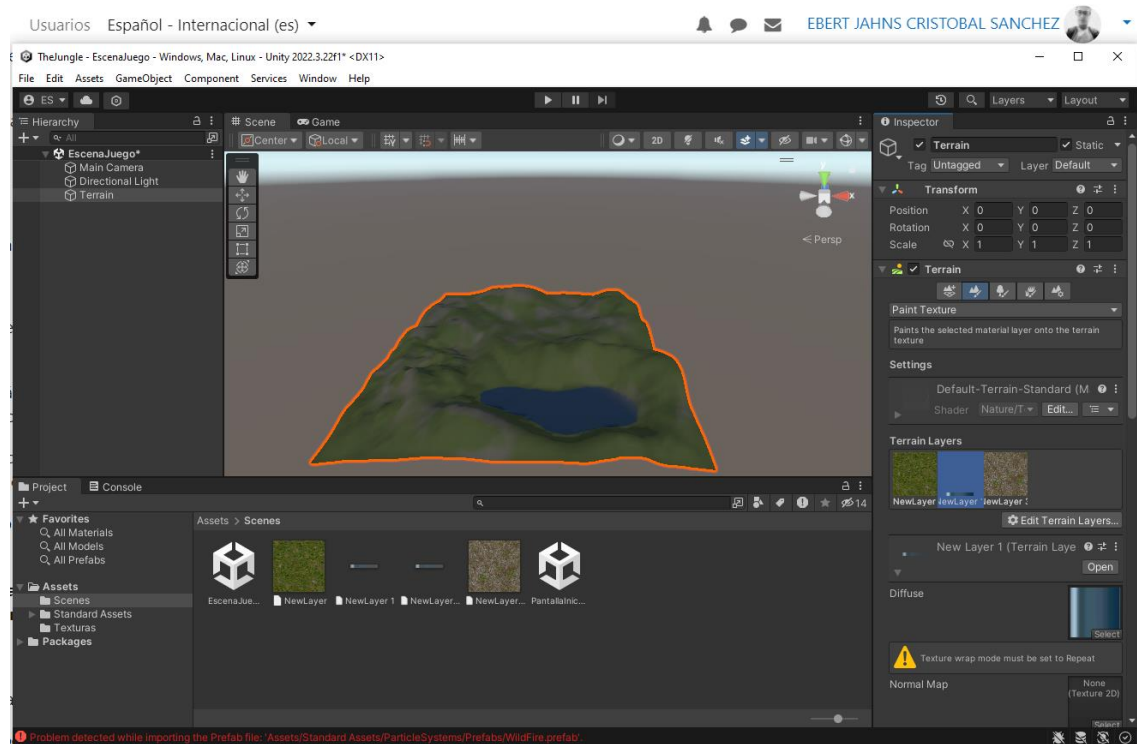 Usuarios Español - Internacional (es)
EBERT JAHNS CRISTOBAL SANCHEZ
TheJungle - EscenaJuego - Windows, Mac, Linux - Unity 2022.3.22f1* <DX11>
File Edit Assets GameObject Component Services Window Help
ES
Layers Layout
Hierarchy
All
EscenaJuego*
Main Camera
Directional Light
Terrain
Scene Game
Center Local 2D
y
x
Persp
Inspector
Terrain Static
Tag Untagged Layer Default
Transform
Position X 0 Y 0 Z 0
Rotation X 0 Y 0 Z 0
Scale X 1 Y 1 Z 1
Terrain
Paint Texture
Paints the selected material layer onto the terrain
texture
Settings
Default-Terrain-Standard (M
Shader Nature/T Edit...
Terrain Layers
NewLayer NewLayer NewLayer
Edit Terrain Layers...
New Layer 1 (Terrain Laye
Open
Diffuse
Select
Texture wrap mode must be set to Repeat
Normal Map
None
(Texture 2D)
Select
Project Console
14
Favorites
All Materials
All Models
All Prefabs
Assets
Scenes
Standard Assets
Texturas
Packages
Assets > Scenes
EscenaJue... NewLayer NewLayer 1 NewLayer... NewLayer... PantallaInic...
Problem detected while importing the Prefab file: 'Assets/Standard Assets/ParticleSystems/Prefabs/WildFire.prefab'.